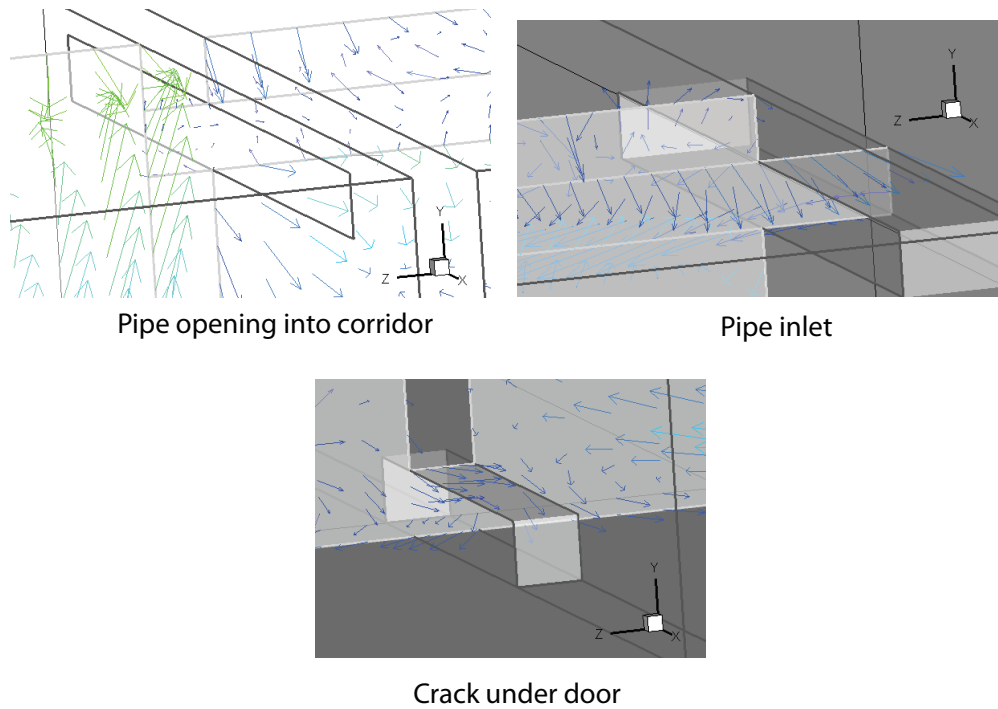 Y
Z
X
Pipe opening into corridor
Y
Z
X
Pipe inlet
Y
Z
X
Crack under door